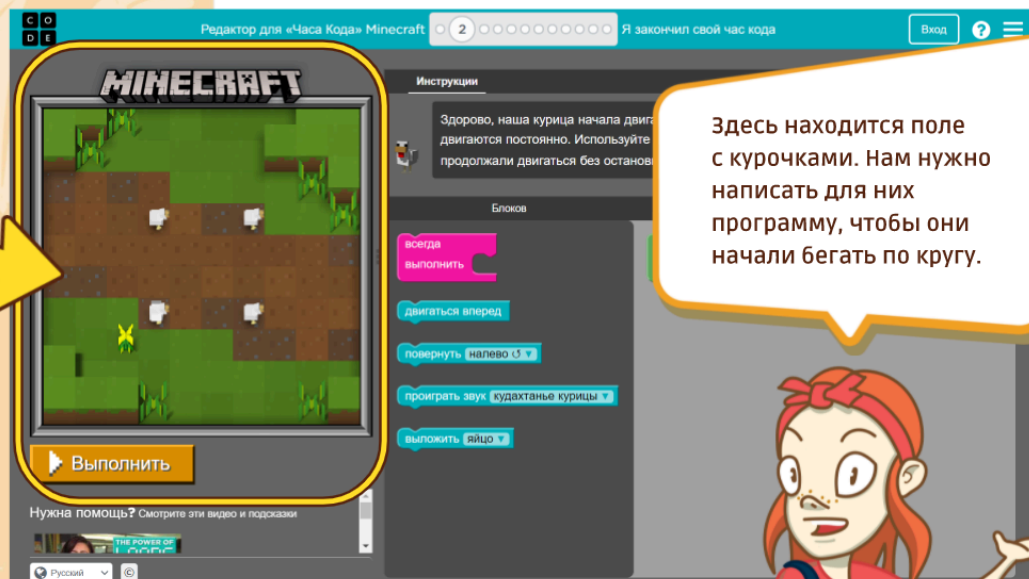 C O
D E
Редактор для «Часа Кода» Minecraft
2
Я закончил свой час кода
Вход
?
MINECRAFT
Инструкции
Здорово, наша курица начала
двигаются постоянно. Используйте
продолжали двигаться без
Блоков
всегда
выполнить
двигаться вперед
повернуть налево
проиграть звук кудахтанье курицы
выложить яйцо
Здесь находится поле
с курочками. Нам нужно
написать для них
программу, чтобы они
начали бегать по кругу.
Выполнить
Нужна помощь? Смотрите эти видео и подсказки
THE POWER OF
Русский
©